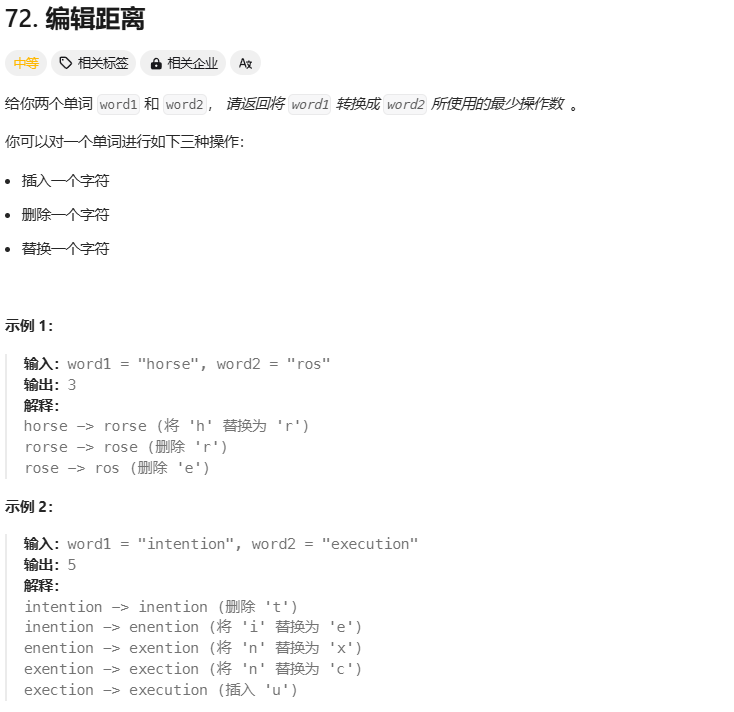 72. 编辑距离
中等 相关标签 相关企业 Aあ
给你两个单词 word1 和 word2， 请返回将 word1 转换成 word2 所使用的最少操作数 。
你可以对一个单词进行如下三种操作：
• 插入一个字符
• 删除一个字符
• 替换一个字符
示例 1：
输入：word1 = "horse", word2 = "ros"
输出：3
解释：
horse -> rorse (将 'h' 替换为 'r')
rorse -> rose (删除 'r')
rose -> ros (删除 'e')
示例 2：
输入：word1 = "intention", word2 = "execution"
输出：5
解释：
intention -> inention (删除 't')
inention -> enention (将 'i' 替换为 'e')
enention -> exention (将 'n' 替换为 'x')
exention -> exection (将 'n' 替换为 'c')
exection -> execution (插入 'u')